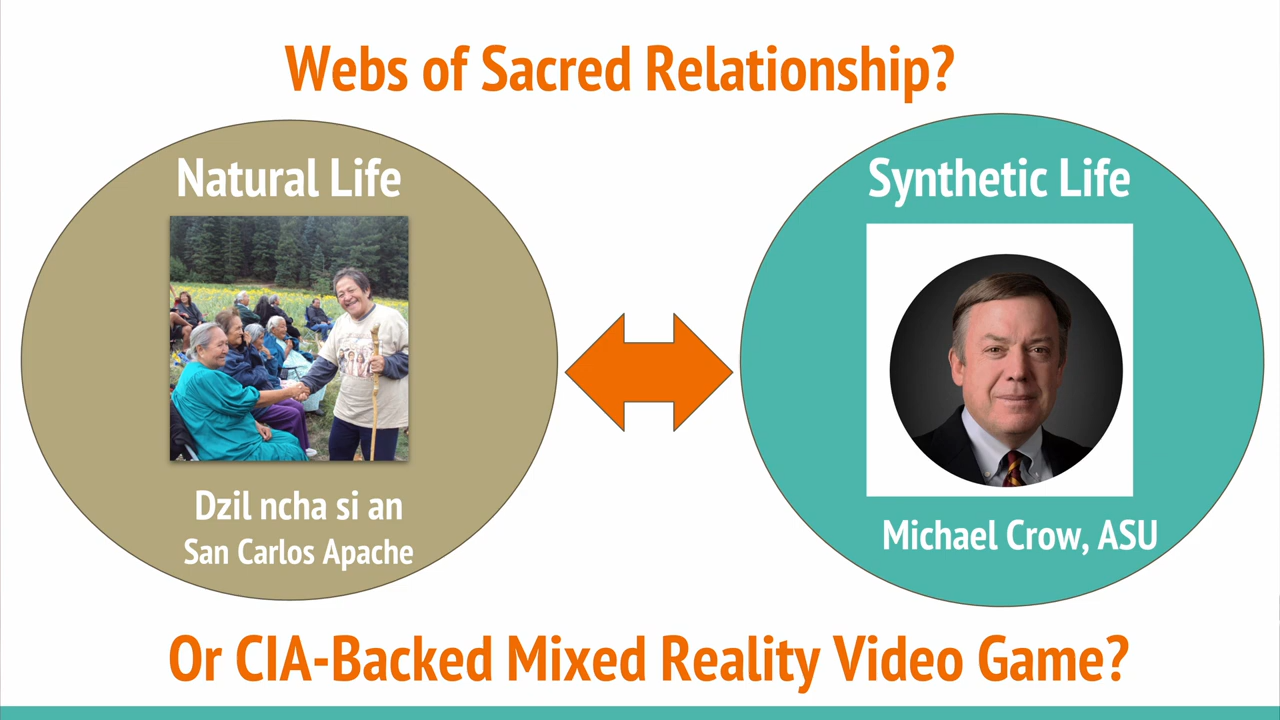 Webs of Sacred Relationship?
Natural Life
Synthetic Life
Dzil ncha si an
San Carlos Apache
Michael Crow, ASU
Or CIA-Backed Mixed Reality Video Game?